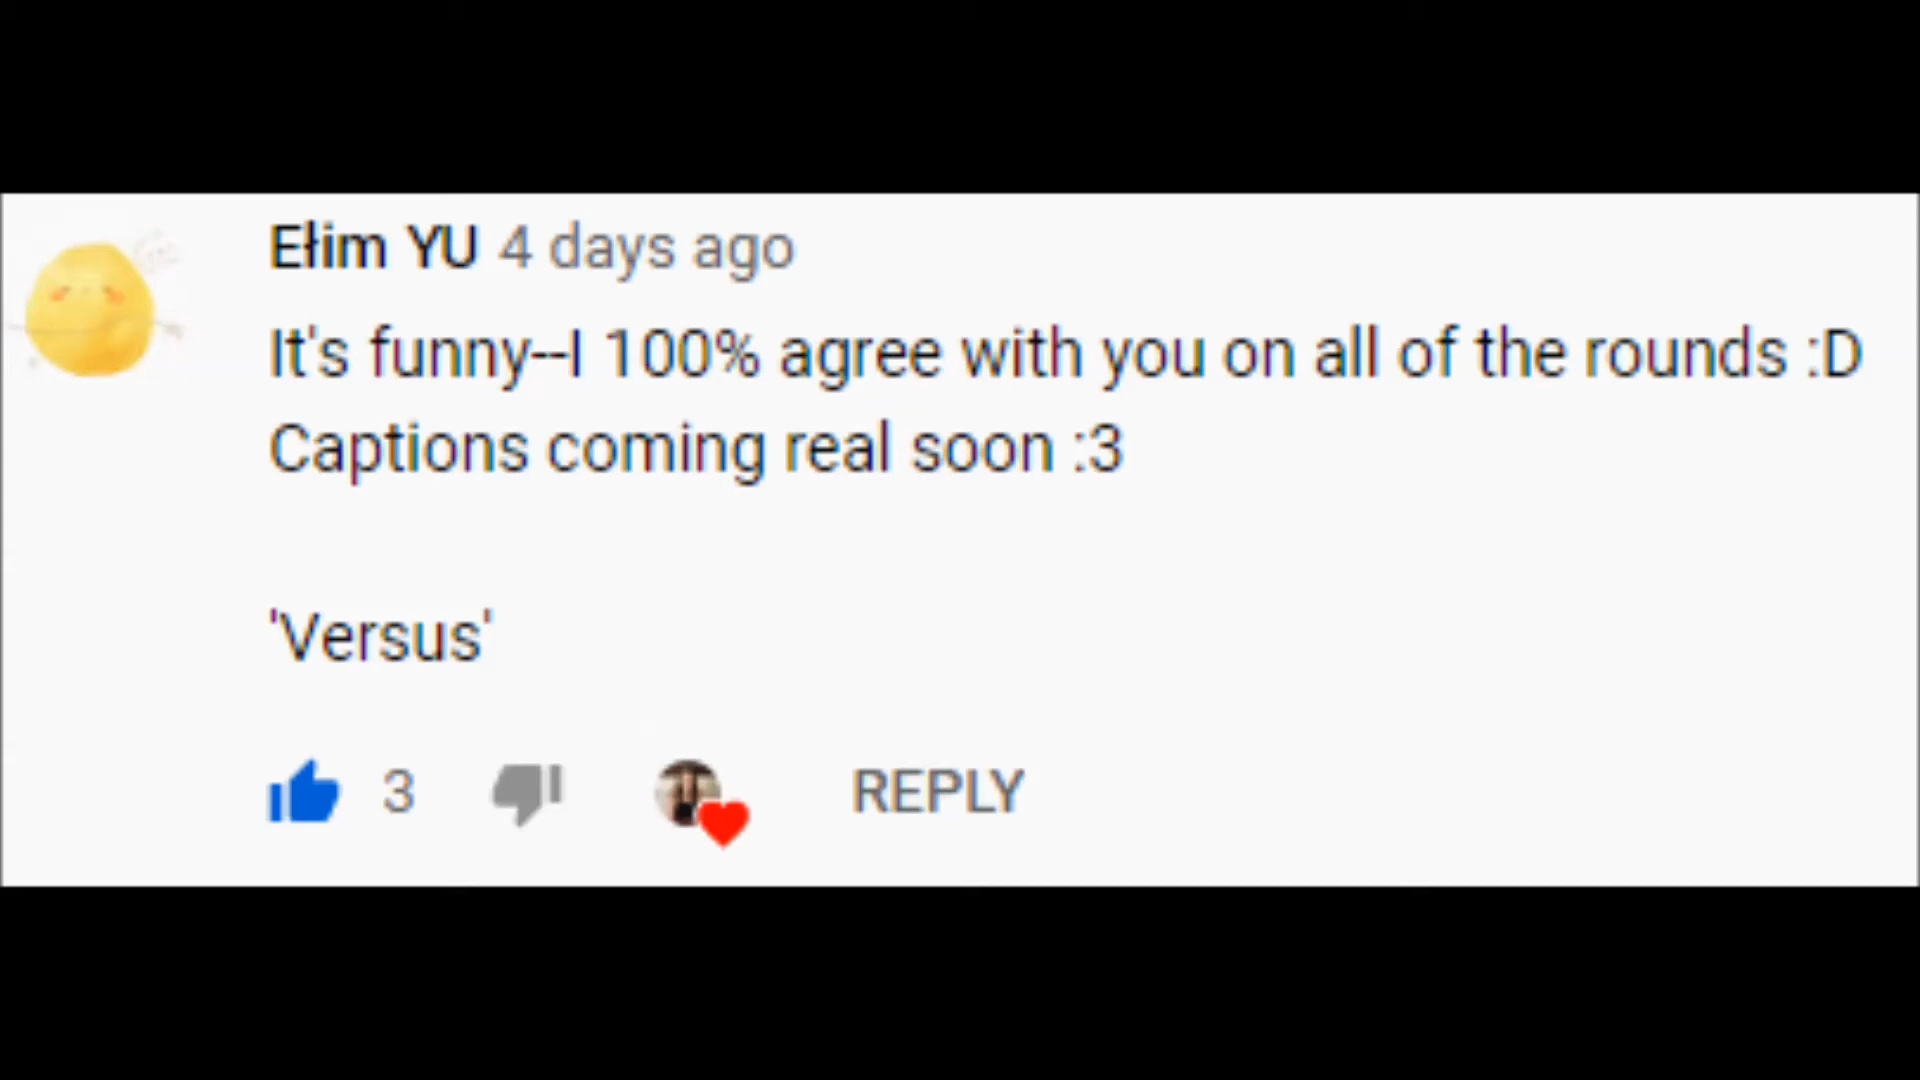 Ełim YU 4 days ago
It's funny--I 100% agree with you on all of the rounds :D
Captions coming real soon :3
'Versus'
3 REPLY